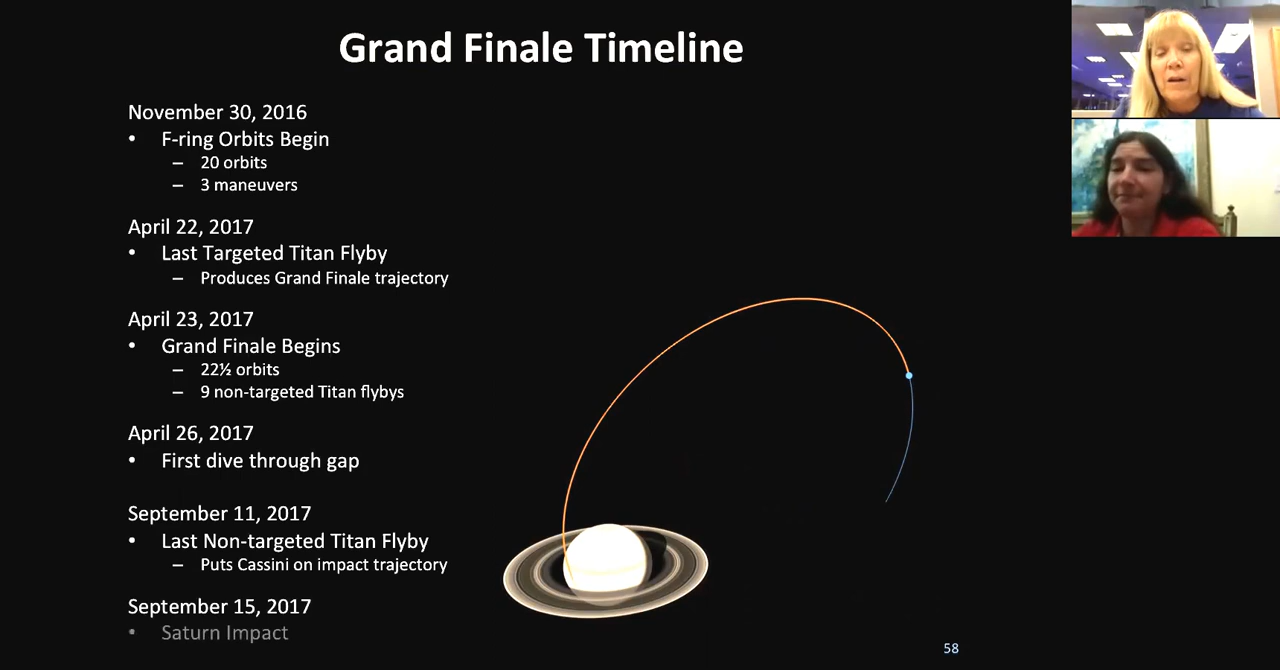 Grand Finale Timeline
November 30, 2016
• F-ring Orbits Begin
– 20 orbits
– 3 maneuvers
April 22, 2017
• Last Targeted Titan Flyby
– Produces Grand Finale trajectory
April 23, 2017
• Grand Finale Begins
– 22½ orbits
– 9 non-targeted Titan flybys
April 26, 2017
• First dive through gap
September 11, 2017
• Last Non-targeted Titan Flyby
– Puts Cassini on impact trajectory
September 15, 2017
• Saturn Impact
58